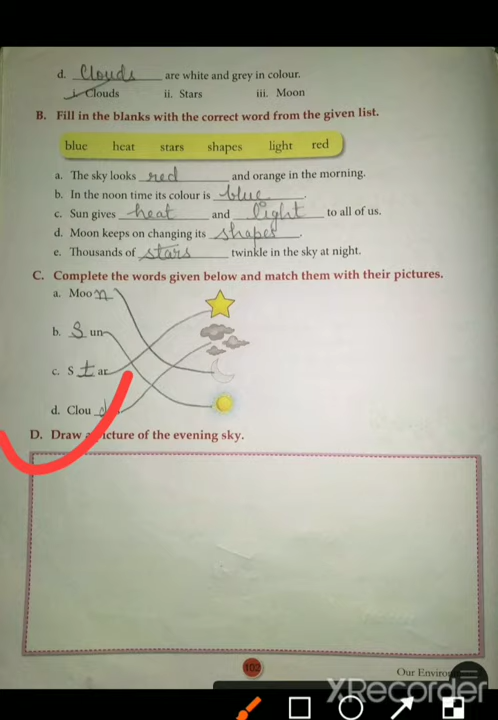 d. Clouds are white and grey in colour.
i. Clouds ii. Stars iii. Moon
B. Fill in the blanks with the correct word from the given list.
blue heat stars shapes light red
a. The sky looks red and orange in the morning.
b. In the noon time its colour is blue.
c. Sun gives heat and light to all of us.
d. Moon keeps on changing its shapes.
e. Thousands of stars twinkle in the sky at night.
C. Complete the words given below and match them with their pictures.
a. Moon
b. Sun
c. Star
d. Cloud
D. Draw a picture of the evening sky.
103
Our
XRecorder